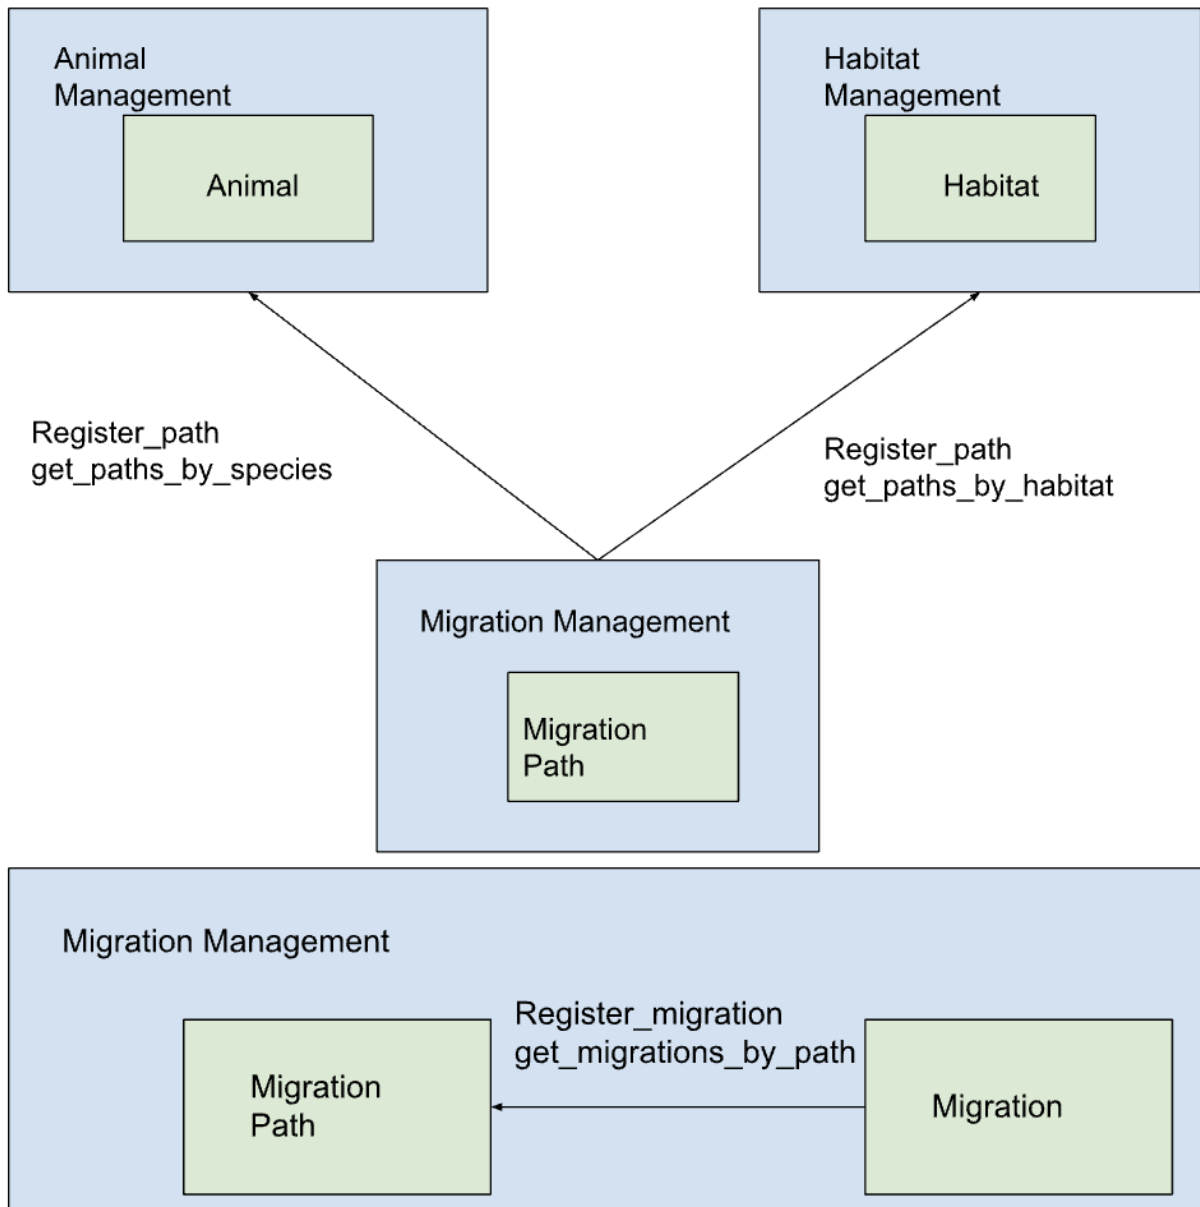 Animal
Management
Animal
Habitat
Management
Habitat
Register_path
get_paths_by_species
Register_path
get_paths_by_habitat
Migration Management
Migration
Path
Migration Management
Register_migration
get_migrations_by_path
Migration
Path
Migration